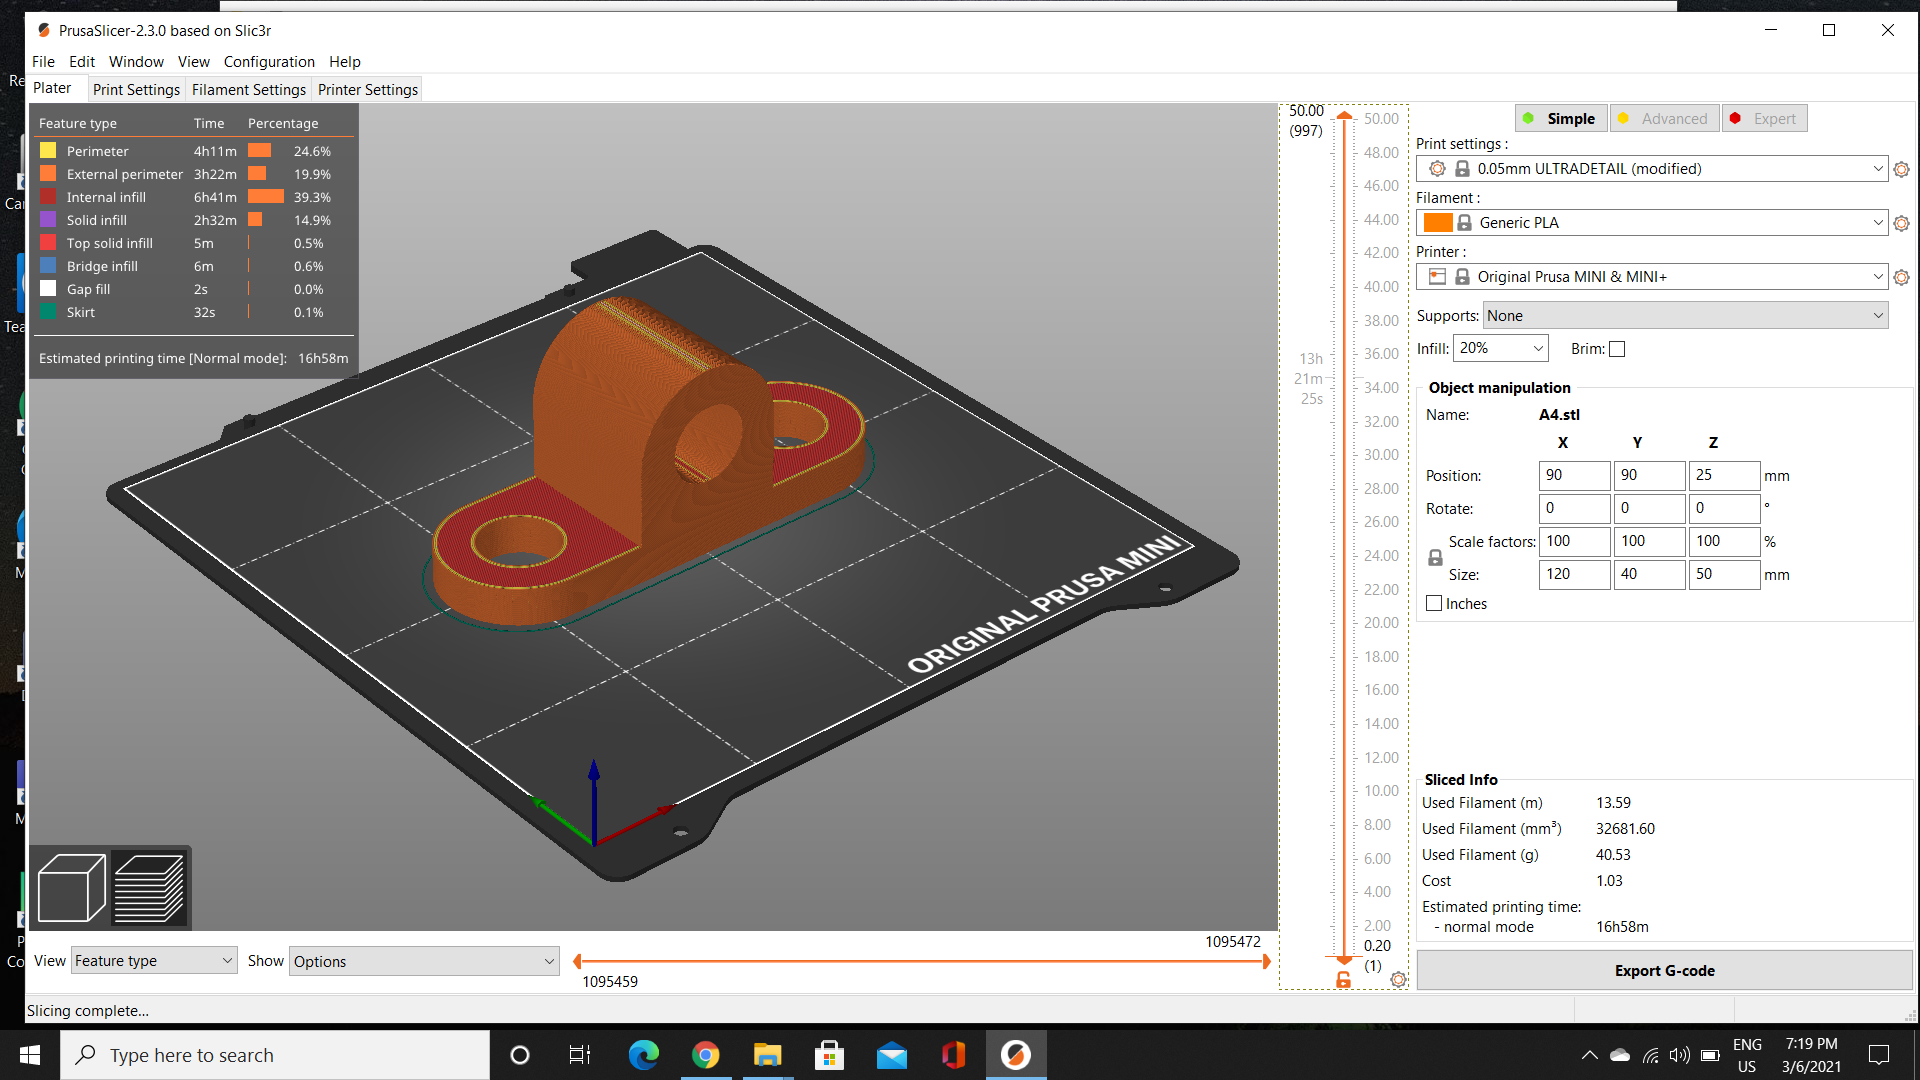 PrusaSlicer-2.3.0 based on Slic3r
File Edit Window View Configuration Help
Plater Print Settings Filament Settings Printer Settings
Feature type Time Percentage
Perimeter 4h11m 24.6%
External perimeter 3h22m 19.9%
Internal infill 6h41m 39.3%
Solid infill 2h32m 14.9%
Top solid infill 5m 0.5%
Bridge infill 6m 0.6%
Gap fill 2s 0.0%
Skirt 32s 0.1%
Estimated printing time [Normal mode]: 16h58m
ORIGINAL PRUSA MINI
50.00
(997)
50.00
48.00
46.00
44.00
42.00
40.00
38.00
36.00
34.00
32.00
30.00
28.00
26.00
24.00
22.00
20.00
18.00
16.00
14.00
12.00
10.00
8.00
6.00
4.00
2.00
0.20
(1)
13h
21m
25s
Simple Advanced Expert
Print settings :
0.05mm ULTRADETAIL (modified)
Filament :
Generic PLA
Printer :
Original Prusa MINI & MINI+
Supports: None
Infill: 20% Brim:
Object manipulation
Name: A4.stl
X Y Z
Position: 90 90 25 mm
Rotate: 0 0 0 °
Scale factors: 100 100 100 %
Size: 120 40 50 mm
Inches
Sliced Info
Used Filament (m) 13.59
Used Filament (mm³) 32681.60
Used Filament (g) 40.53
Cost 1.03
Estimated printing time:
- normal mode 16h58m
Export G-code
View Feature type Show Options
1095472
1095459
Slicing complete...
Type here to search
ENG
US
7:19 PM
3/6/2021